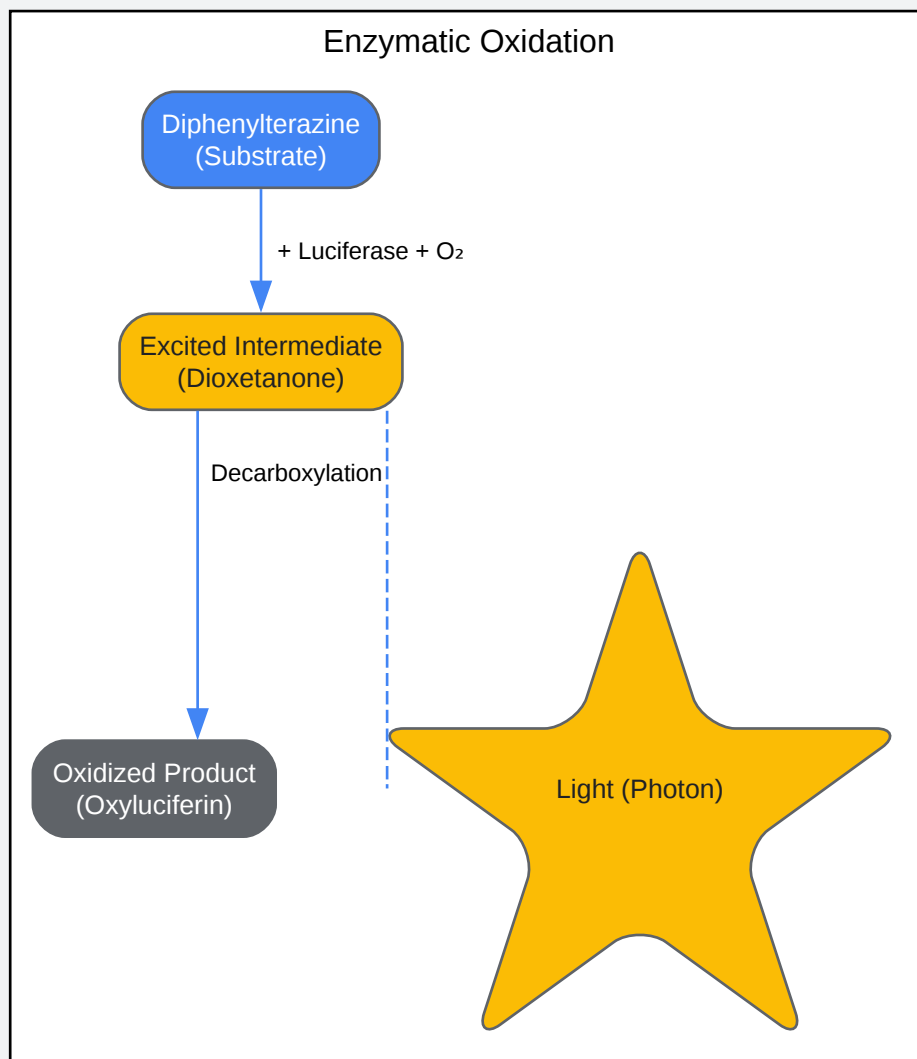 Enzymatic Oxidation
Diphenylterazine
(Substrate)
+ Luciferase + O₂
Excited Intermediate
(Dioxetanone)
Decarboxylation
Oxidized Product
(Oxyluciferin)
Light (Photon)